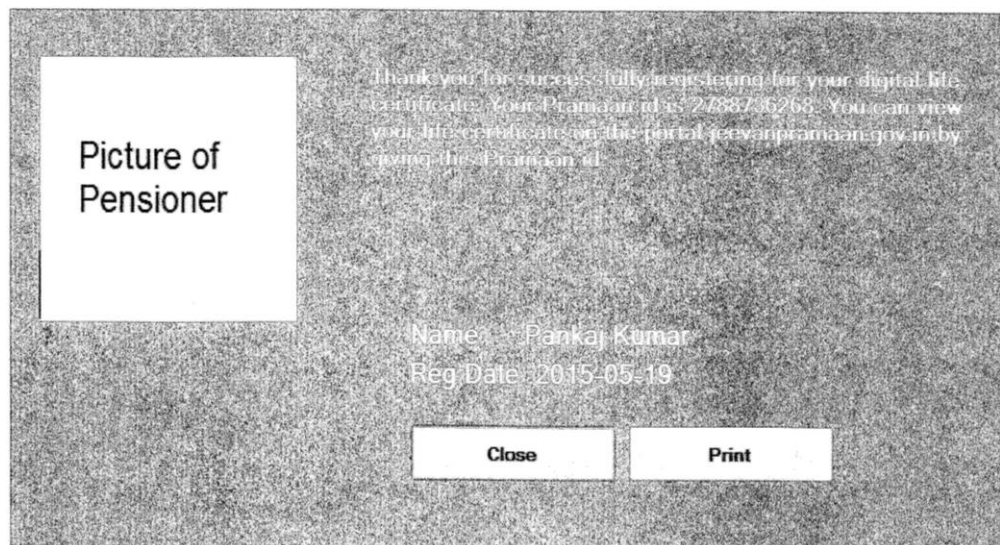 Picture of
Pensioner
Thank you for successfully registering for your digital life
certificate. Your Pramaan id is 2788736268. You can view
your life certificate on the portal jeevanpramaan.gov.in by
giving this Pramaan id.
Name : Pankaj Kumar
Reg Date : 2015-05-19
Close
Print